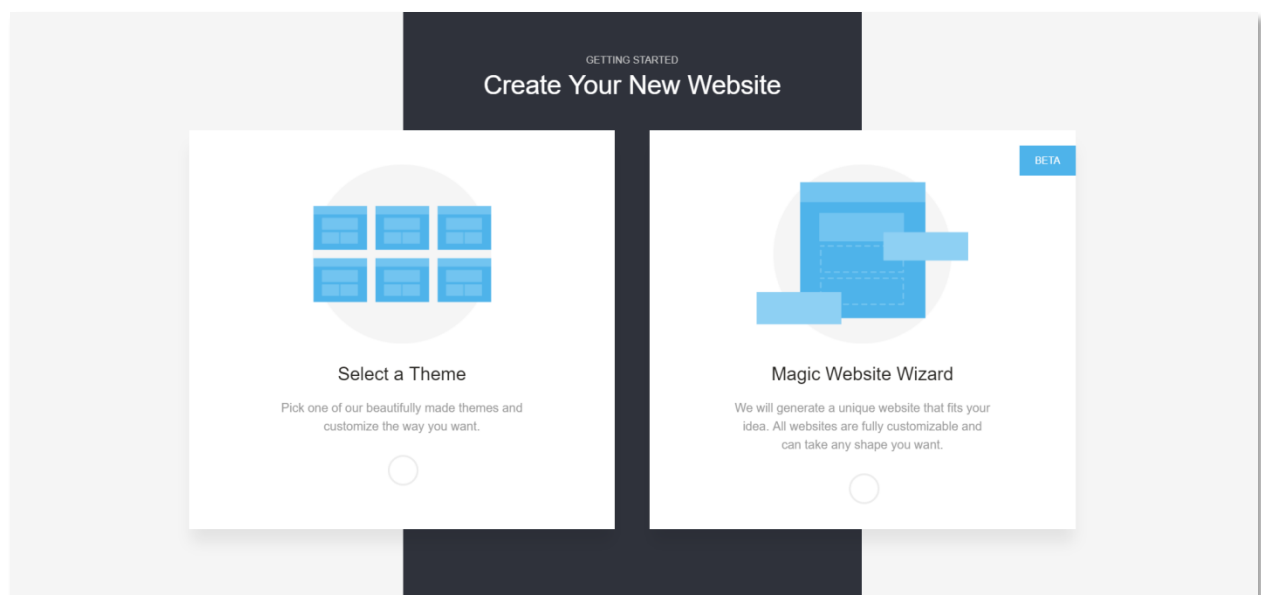 GETTING STARTED
Create Your New Website
Select a Theme
Pick one of our beautifully made themes and
customize the way you want.
BETA
Magic Website Wizard
We will generate a unique website that fits your
idea. All websites are fully customizable and
can take any shape you want.